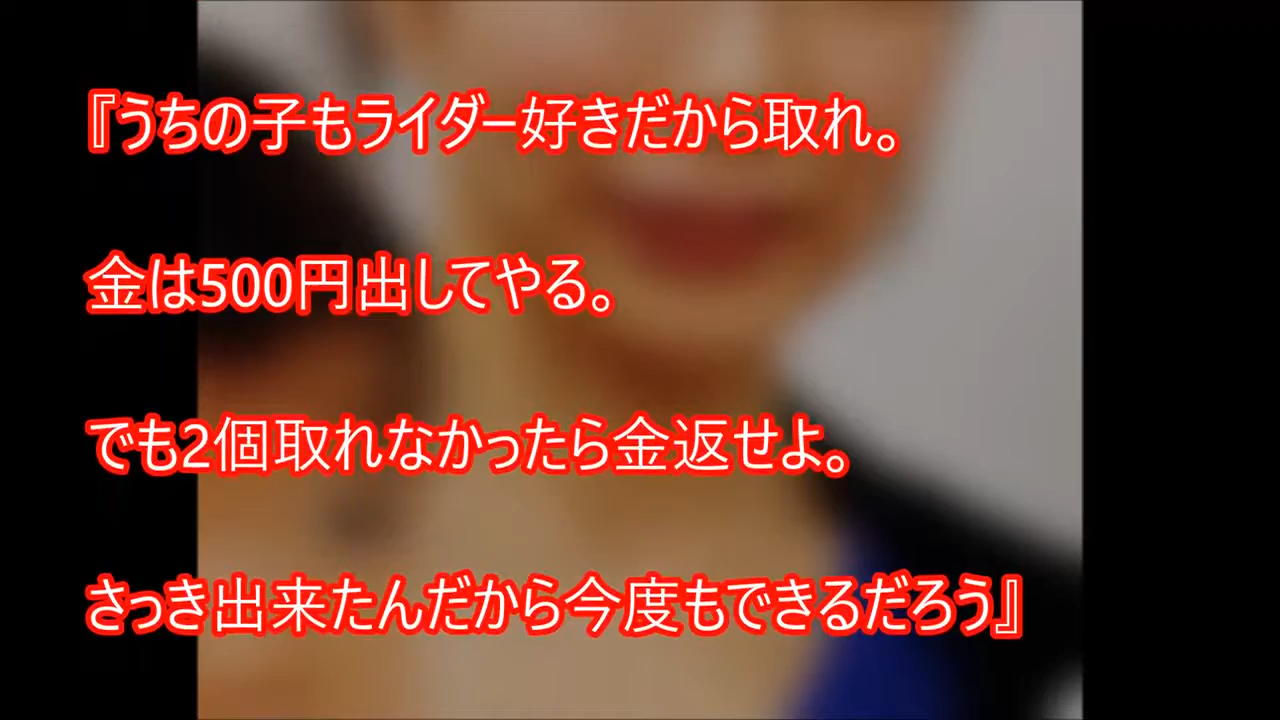 『うちの子もライダー好きだから取れ。
金は500円出してやる。
でも2個取れなかったら金返せよ。
さっき出来たんだから今度もできるだろう』